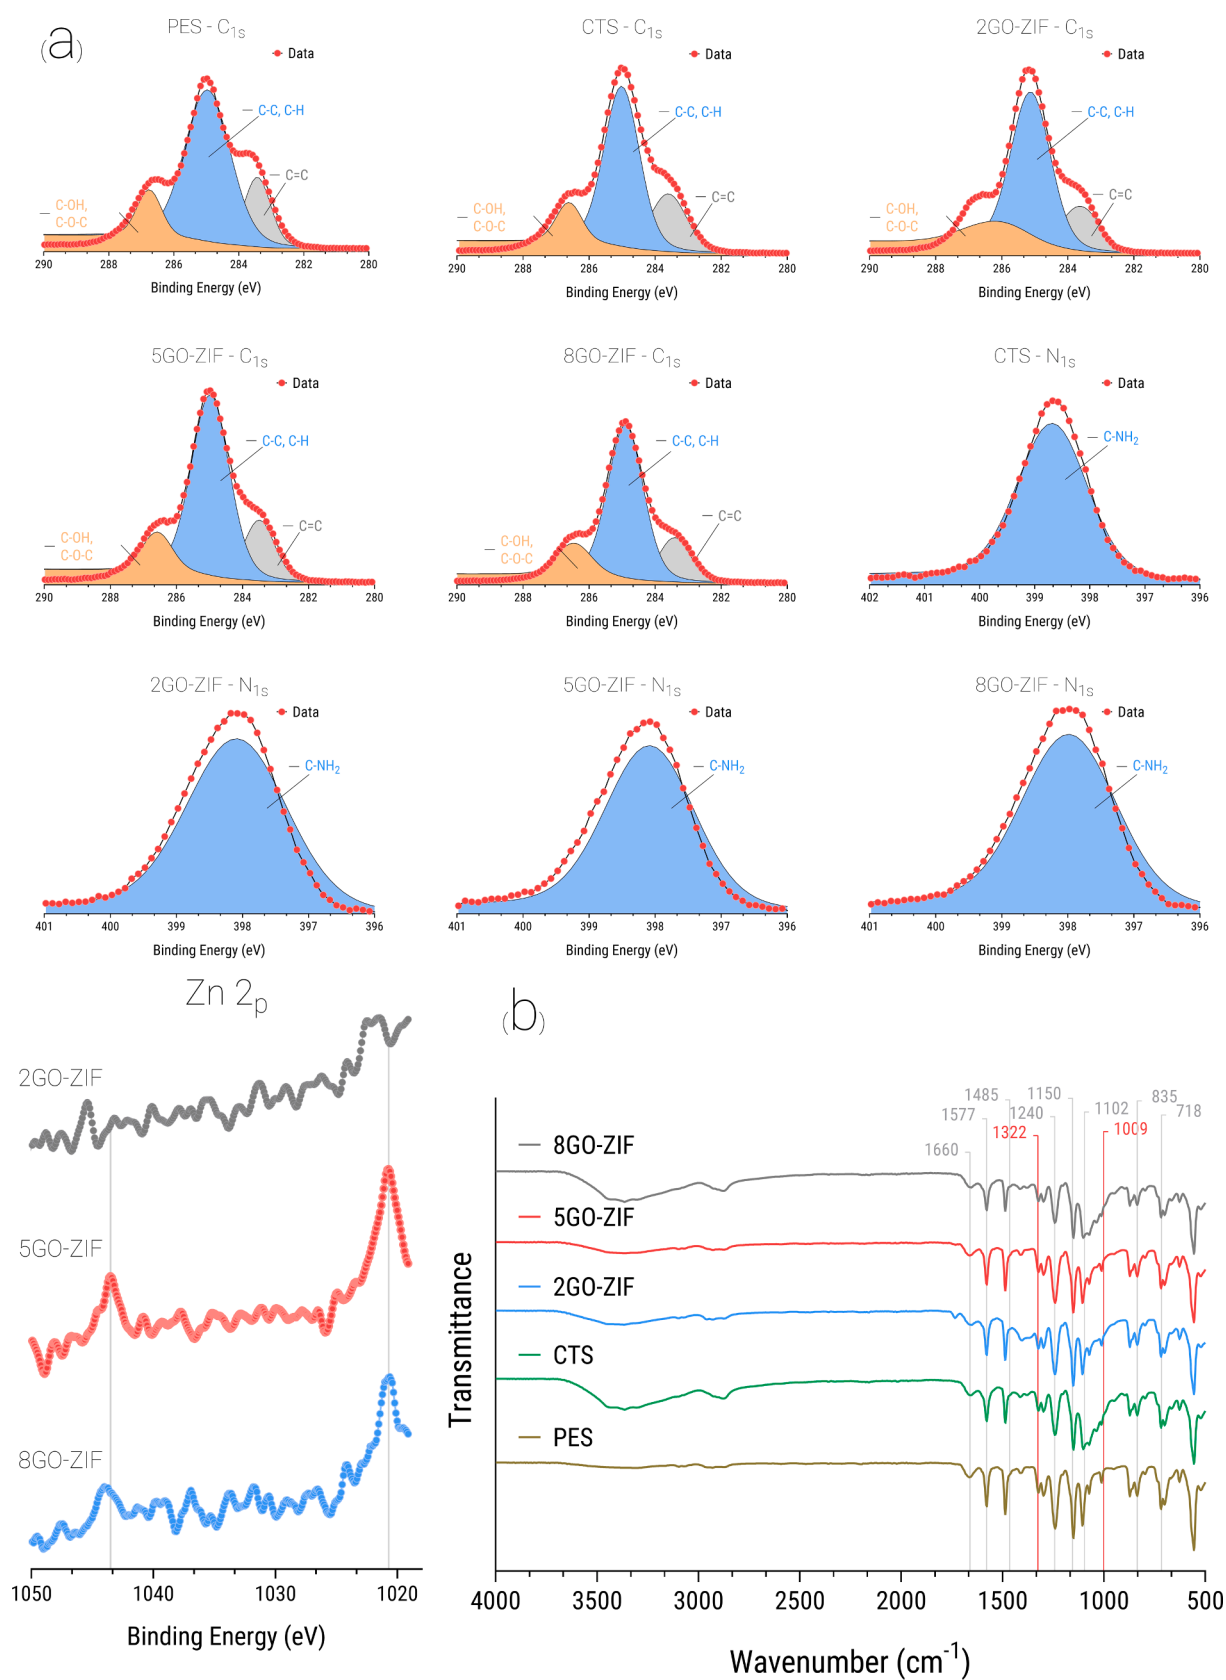 (a)
PES - C1s
Data
C-C, C-H
C=C
C-OH,
C-O-C
290 288 286 284 282 280
Binding Energy (eV)
CTS - C1s
Data
C-C, C-H
C=C
C-OH,
C-O-C
290 288 286 284 282 280
Binding Energy (eV)
2GO-ZIF - C1s
Data
C-C, C-H
C=C
C-OH,
C-O-C
290 288 286 284 282 280
Binding Energy (eV)
5GO-ZIF - C1s
Data
C-C, C-H
C=C
C-OH,
C-O-C
290 288 286 284 282 280
Binding Energy (eV)
8GO-ZIF - C1s
Data
C-C, C-H
C=C
C-OH,
C-O-C
290 288 286 284 282 280
Binding Energy (eV)
CTS - N1s
Data
C-NH2
402 401 400 399 398 397 396
Binding Energy (eV)
2GO-ZIF - N1s
Data
C-NH2
401 400 399 398 397 396
Binding Energy (eV)
5GO-ZIF - N1s
Data
C-NH2
401 400 399 398 397 396
Binding Energy (eV)
8GO-ZIF - N1s
Data
C-NH2
401 400 399 398 397 396
Binding Energy (eV)
Zn 2p
2GO-ZIF
5GO-ZIF
8GO-ZIF
1050 1040 1030 1020
Binding Energy (eV)
(b)
1485 1150 835
1577 1240 1102 718
1322 1009
1660
8GO-ZIF
5GO-ZIF
2GO-ZIF
CTS
PES
Transmittance
4000 3500 3000 2500 2000 1500 1000 500
Wavenumber (cm-1)